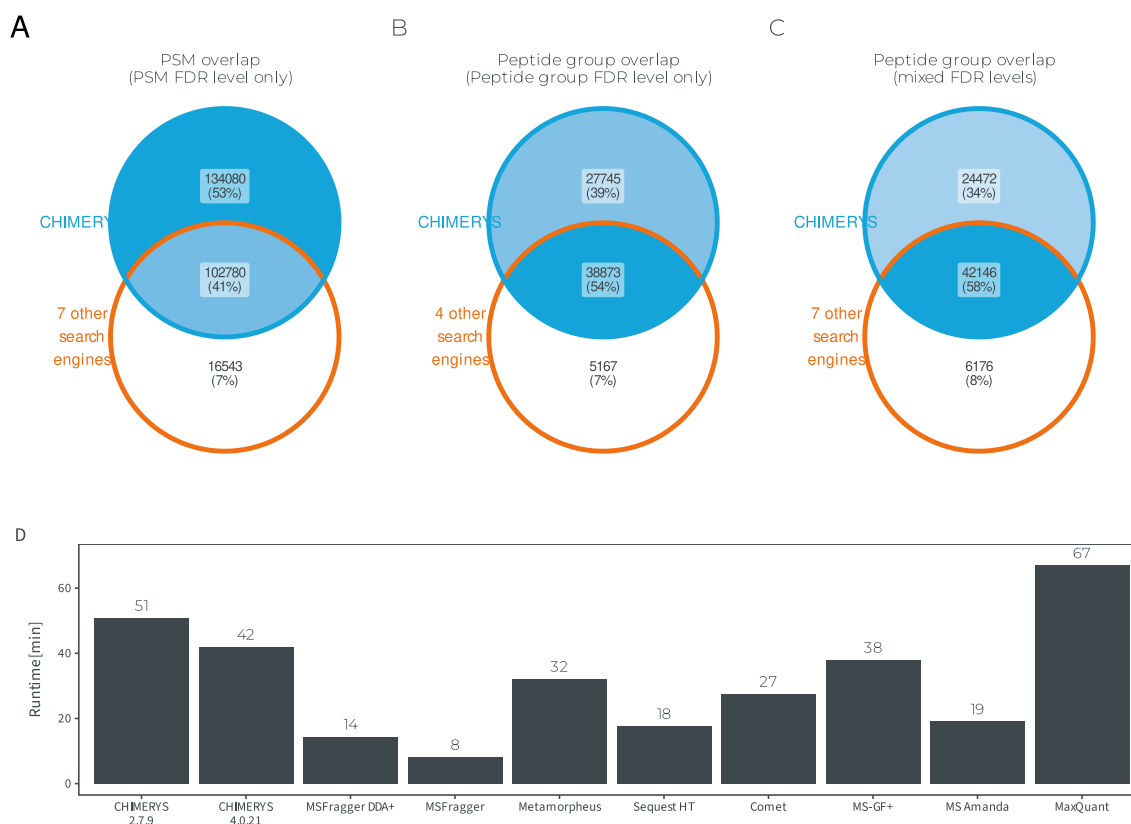 A
B
C
PSM overlap
(PSM FDR level only)
Peptide group overlap
(Peptide group FDR level only)
Peptide group overlap
(mixed FDR levels)
134080
(53%)
CHIMERY
102780
(41%)
7 other
search
engines
16543
(7%)
27745
(39%)
CHIMERYS
38873
(54%)
4 other
search
engines
5167
(7%)
24472
(34%)
CHIMERYS
42146
(58%)
7 other
search
engines
6176
(8%)
D
Runtime[min]
60
40
20
0
51
42
14
8
32
18
27
38
19
67
CHIMERYS
2.7.9
CHIMERYS
4.0.21
MSFragger DDA+
MSFragger
Metamorpheus
Sequest HT
Comet
MS-GF+
MS Amanda
MaxQuant